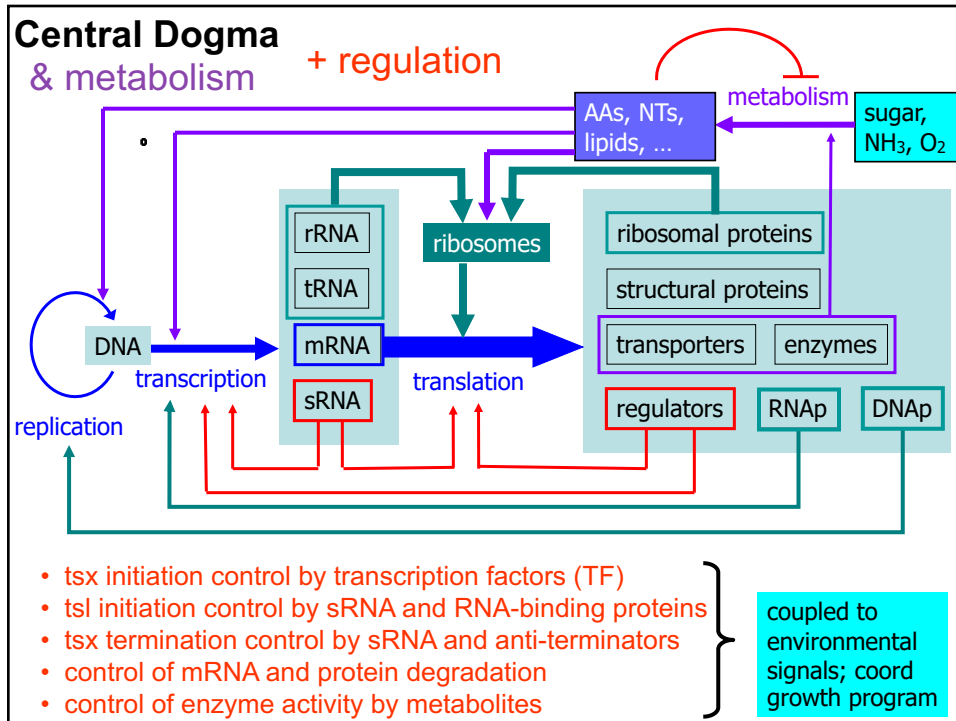 Central Dogma
& metabolism
+ regulation
metabolism
AAs, NTs,
lipids, ...
sugar,
NH₃, O₂
rRNA
tRNA
mRNA
sRNA
ribosomes
ribosomal proteins
structural proteins
transporters
enzymes
regulators
RNAp
DNAp
DNA
transcription
translation
replication
• tsx initiation control by transcription factors (TF)
• tsl initiation control by sRNA and RNA-binding proteins
• tsx termination control by sRNA and anti-terminators
• control of mRNA and protein degradation
• control of enzyme activity by metabolites
coupled to
environmental
signals; coord
growth program